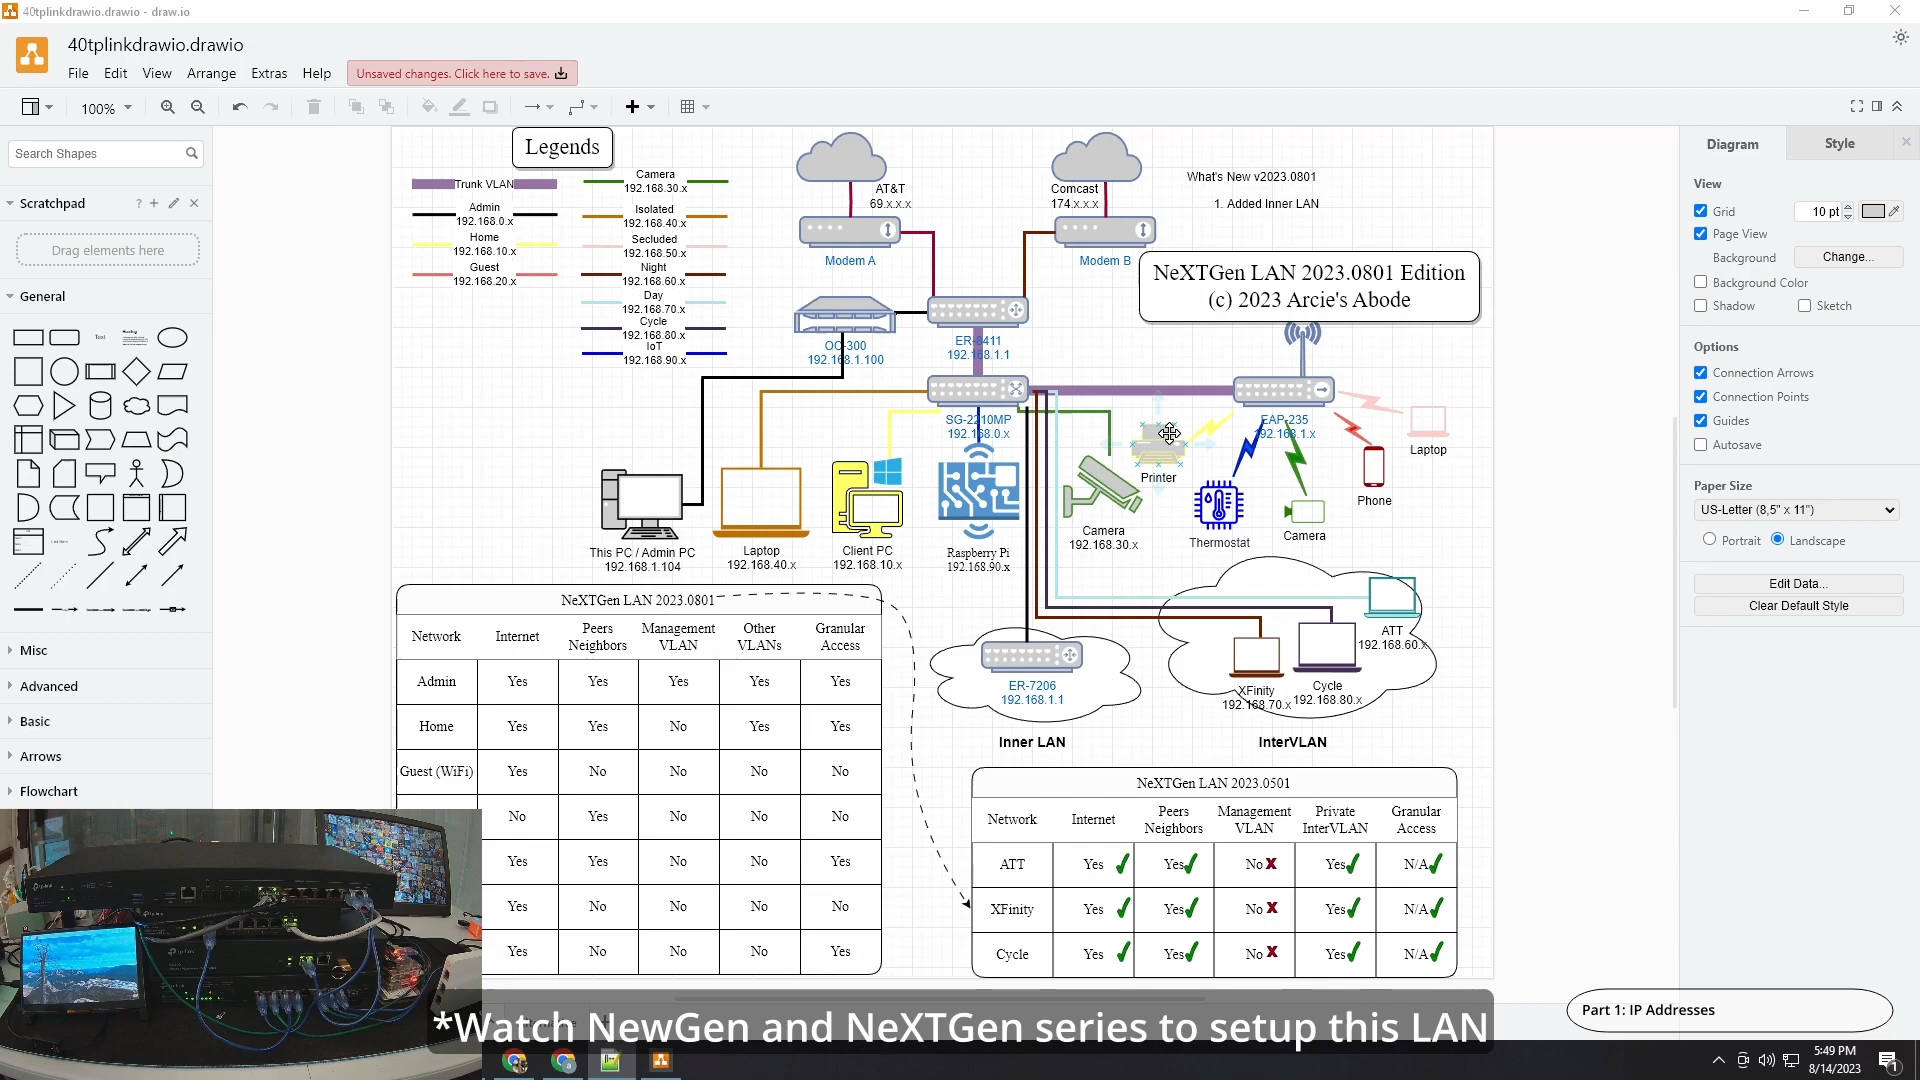 40tplinkdrawio.drawio - draw.io
40tplinkdrawio.drawio
File Edit View Arrange Extras Help
Unsaved changes. Click here to save.
100%
Search Shapes
Scratchpad
?
Drag elements here
General
Text
Heading
Misc
Advanced
Basic
Arrows
Flowchart
Legends
Trunk VLAN
Admin
192.168.0.x
Home
192.168.10.x
Guest
192.168.20.x
Camera
192.168.30.x
Isolated
192.168.40.x
Secluded
192.168.50.x
Night
192.168.60.x
Day
192.168.70.x
Cycle
192.168.80.x
IoT
192.168.90.x
AT&T
69.x.x.x
Modem A
Comcast
174.x.x.x
Modem B
What's New v2023.0801
1. Added Inner LAN
NeXTGen LAN 2023.0801 Edition
(c) 2023 Arcie's Abode
OC-300
192.168.1.100
ER-8411
192.168.1.1
SG-2210MP
192.168.0.x
EAP-235
192.168.1.x
Laptop
Phone
Printer
Camera
192.168.30.x
Thermostat
Camera
This PC / Admin PC
192.168.1.104
Laptop
192.168.40.x
Client PC
192.168.10.x
Raspberry Pi
192.168.90.x
ATT
192.168.60.x
XFinity
192.168.70.x
Cycle
192.168.80.x
ER-7206
192.168.1.1
Inner LAN
InterVLAN
NeXTGen LAN 2023.0801
Network Internet Peers Neighbors Management VLAN Other VLANs Granular Access
Admin Yes Yes Yes Yes Yes
Home Yes Yes No Yes Yes
Guest (WiFi) Yes No No No No
No Yes No No No
Yes Yes No No Yes
Yes No No No No
Yes No No No Yes
NeXTGen LAN 2023.0501
Network Internet Peers Neighbors Management VLAN Private InterVLAN Granular Access
ATT Yes Yes No Yes N/A
XFinity Yes Yes No Yes N/A
Cycle Yes Yes No Yes N/A
Diagram Style
View
Grid 10 pt
Page View
Background Change...
Background Color
Shadow Sketch
Options
Connection Arrows
Connection Points
Guides
Autosave
Paper Size
US-Letter (8,5" x 11")
Portrait Landscape
Edit Data...
Clear Default Style
Part 1: IP Addresses
*Watch NewGen and NeXTGen series to setup this LAN
5:49 PM
8/14/2023
1